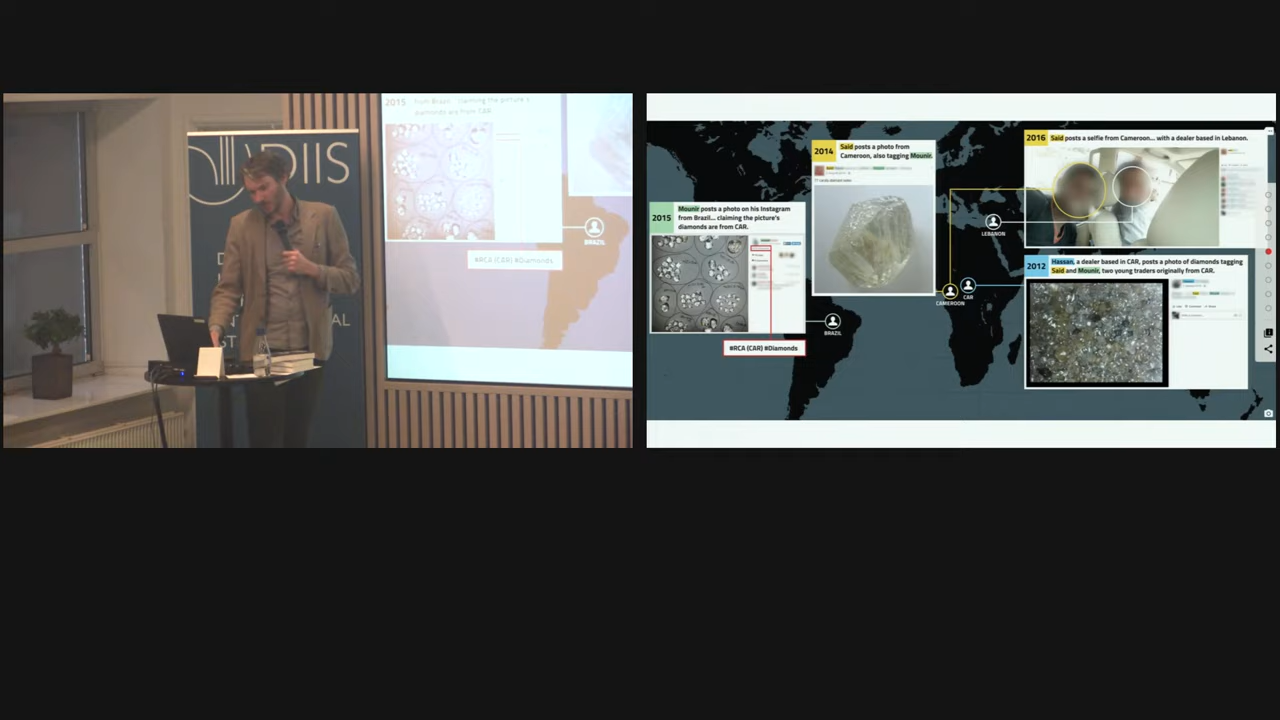 2015 from Brazil... claiming the picture's
diamonds are from CAR.
BRAZIL
#RCA (CAR) #Diamonds
DIIS
2014 Said posts a photo from
Cameroon, also tagging Mounir.
2016 Said posts a selfie from Cameroon... with a dealer based in Lebanon.
2015 Mounir posts a photo on his Instagram
from Brazil... claiming the picture's
diamonds are from CAR.
LEBANON
2012 Hassan, a dealer based in CAR, posts a photo of diamonds tagging
Said and Mounir, two young traders originally from CAR.
CAMEROON
CAR
BRAZIL
#RCA (CAR) #Diamonds